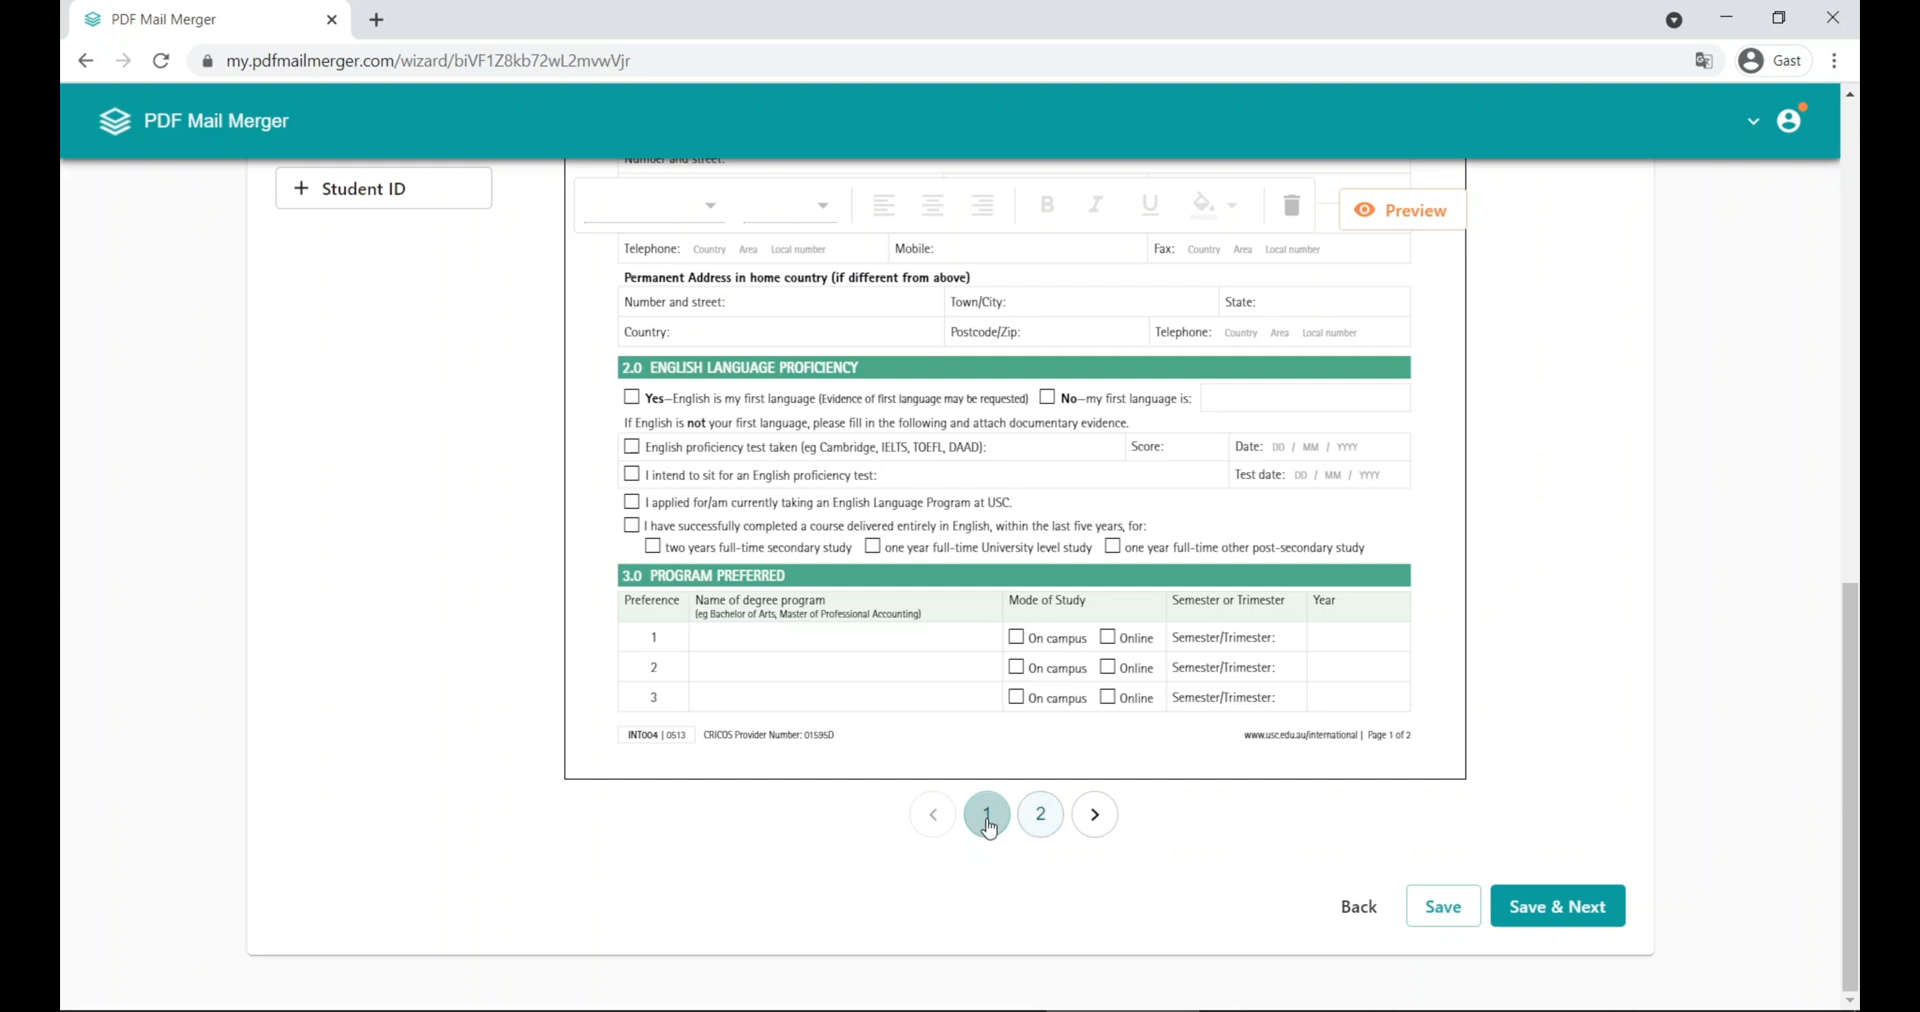 PDF Mail Merger
my.pdfmailmerger.com/wizard/biVF1Z8kb72wL2mvwVjr
Gast
PDF Mail Merger
Number and street:
+ Student ID
B I U
Preview
Telephone: Country Area Local number Mobile: Fax: Country Area Local number
Permanent Address in home country (if different from above)
Number and street: Town/City: State:
Country: Postcode/Zip: Telephone: Country Area Local number
2.0 ENGLISH LANGUAGE PROFICIENCY
Yes—English is my first language (Evidence of first language may be requested) No—my first language is:
If English is not your first language, please fill in the following and attach documentary evidence.
English proficiency test taken (eg Cambridge, IELTS, TOEFL, DAAD): Score: Date: DD / MM / YYYY
I intend to sit for an English proficiency test: Test date: DD / MM / YYYY
I applied for/am currently taking an English Language Program at USC.
I have successfully completed a course delivered entirely in English, within the last five years, for:
two years full-time secondary study one year full-time University level study one year full-time other post-secondary study
3.0 PROGRAM PREFERRED
Preference Name of degree program Mode of Study Semester or Trimester Year
(eg Bachelor of Arts, Master of Professional Accounting)
1 On campus Online Semester/Trimester:
2 On campus Online Semester/Trimester:
3 On campus Online Semester/Trimester:
INT004 | 0513 CRICOS Provider Number: 01595D www.usc.edu.au/international | Page 1 of 2
1 2
Back Save Save & Next